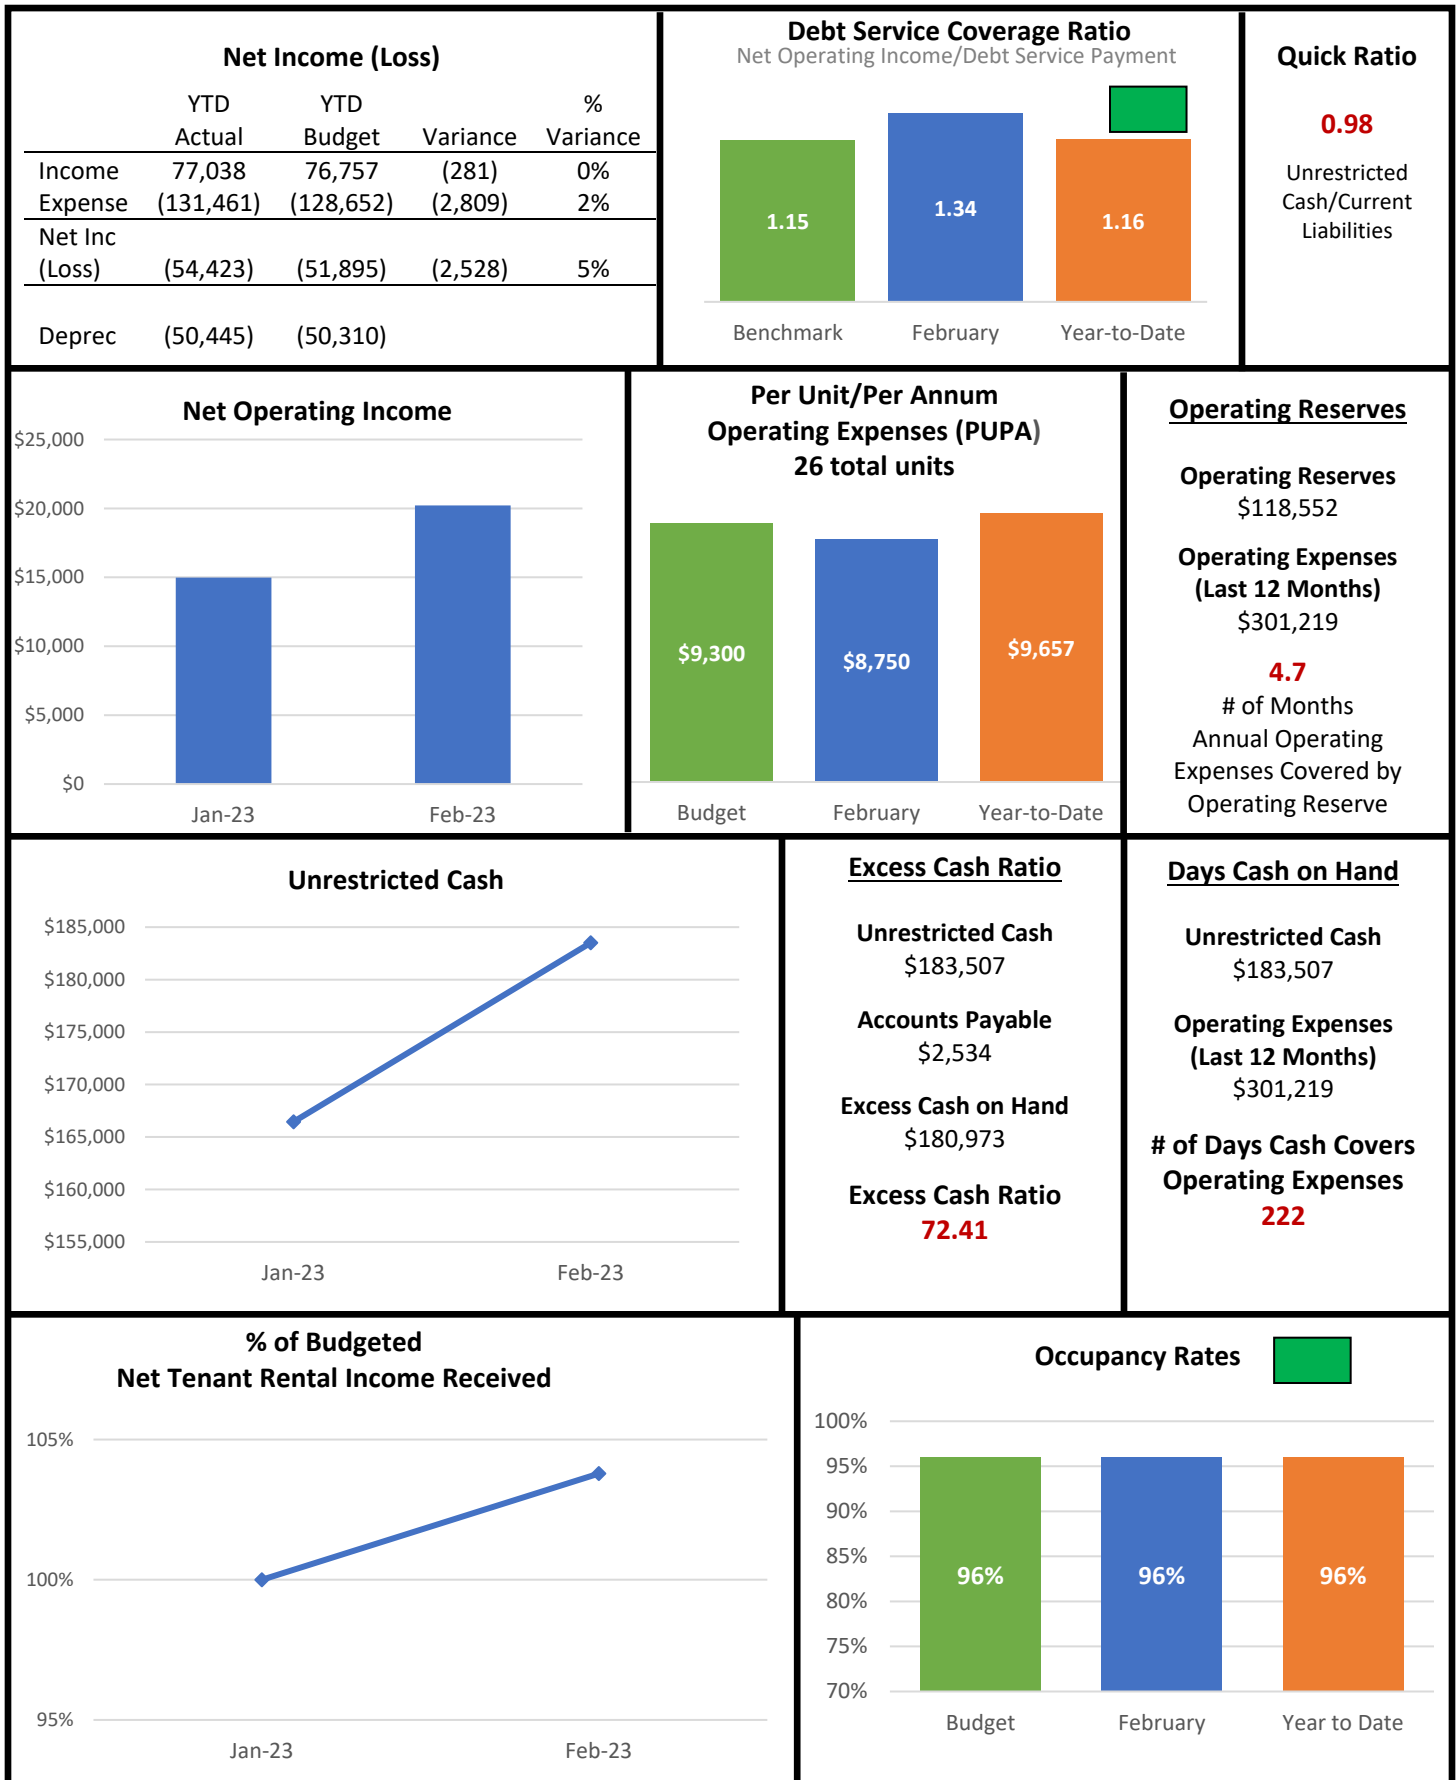 Net Income (Loss)
YTD YTD %
Actual Budget Variance Variance
Income 77,038 76,757 (281) 0%
Expense (131,461) (128,652) (2,809) 2%
Net Inc
(Loss) (54,423) (51,895) (2,528) 5%
Deprec (50,445) (50,310)
Debt Service Coverage Ratio
Net Operating Income/Debt Service Payment
1.15 1.34 1.16
Benchmark February Year-to-Date
Quick Ratio
0.98
Unrestricted
Cash/Current
Liabilities
Net Operating Income
$25,000
$20,000
$15,000
$10,000
$5,000
$0
Jan-23 Feb-23
Per Unit/Per Annum
Operating Expenses (PUPA)
26 total units
$9,300 $8,750 $9,657
Budget February Year-to-Date
Operating Reserves
Operating Reserves
$118,552
Operating Expenses
(Last 12 Months)
$301,219
4.7
# of Months
Annual Operating
Expenses Covered by
Operating Reserve
Unrestricted Cash
$185,000
$180,000
$175,000
$170,000
$165,000
$160,000
$155,000
Jan-23 Feb-23
Excess Cash Ratio
Unrestricted Cash
$183,507
Accounts Payable
$2,534
Excess Cash on Hand
$180,973
Excess Cash Ratio
72.41
Days Cash on Hand
Unrestricted Cash
$183,507
Operating Expenses
(Last 12 Months)
$301,219
# of Days Cash Covers
Operating Expenses
222
% of Budgeted
Net Tenant Rental Income Received
105%
100%
95%
Jan-23 Feb-23
Occupancy Rates
100%
95%
90%
85%
80%
75%
70%
96% 96% 96%
Budget February Year to Date